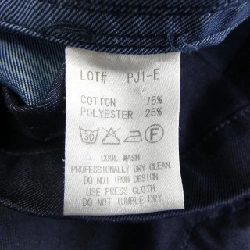 LOT# PJ1-E
COTTON 75%
POLYESTER 25%
30 F
COOL WASH
PROFESSIONALLY DRY CLEAN
DO NOT IRON DESIGN
USE PRESS CLOTH
DO NOT TUMBLE DRY